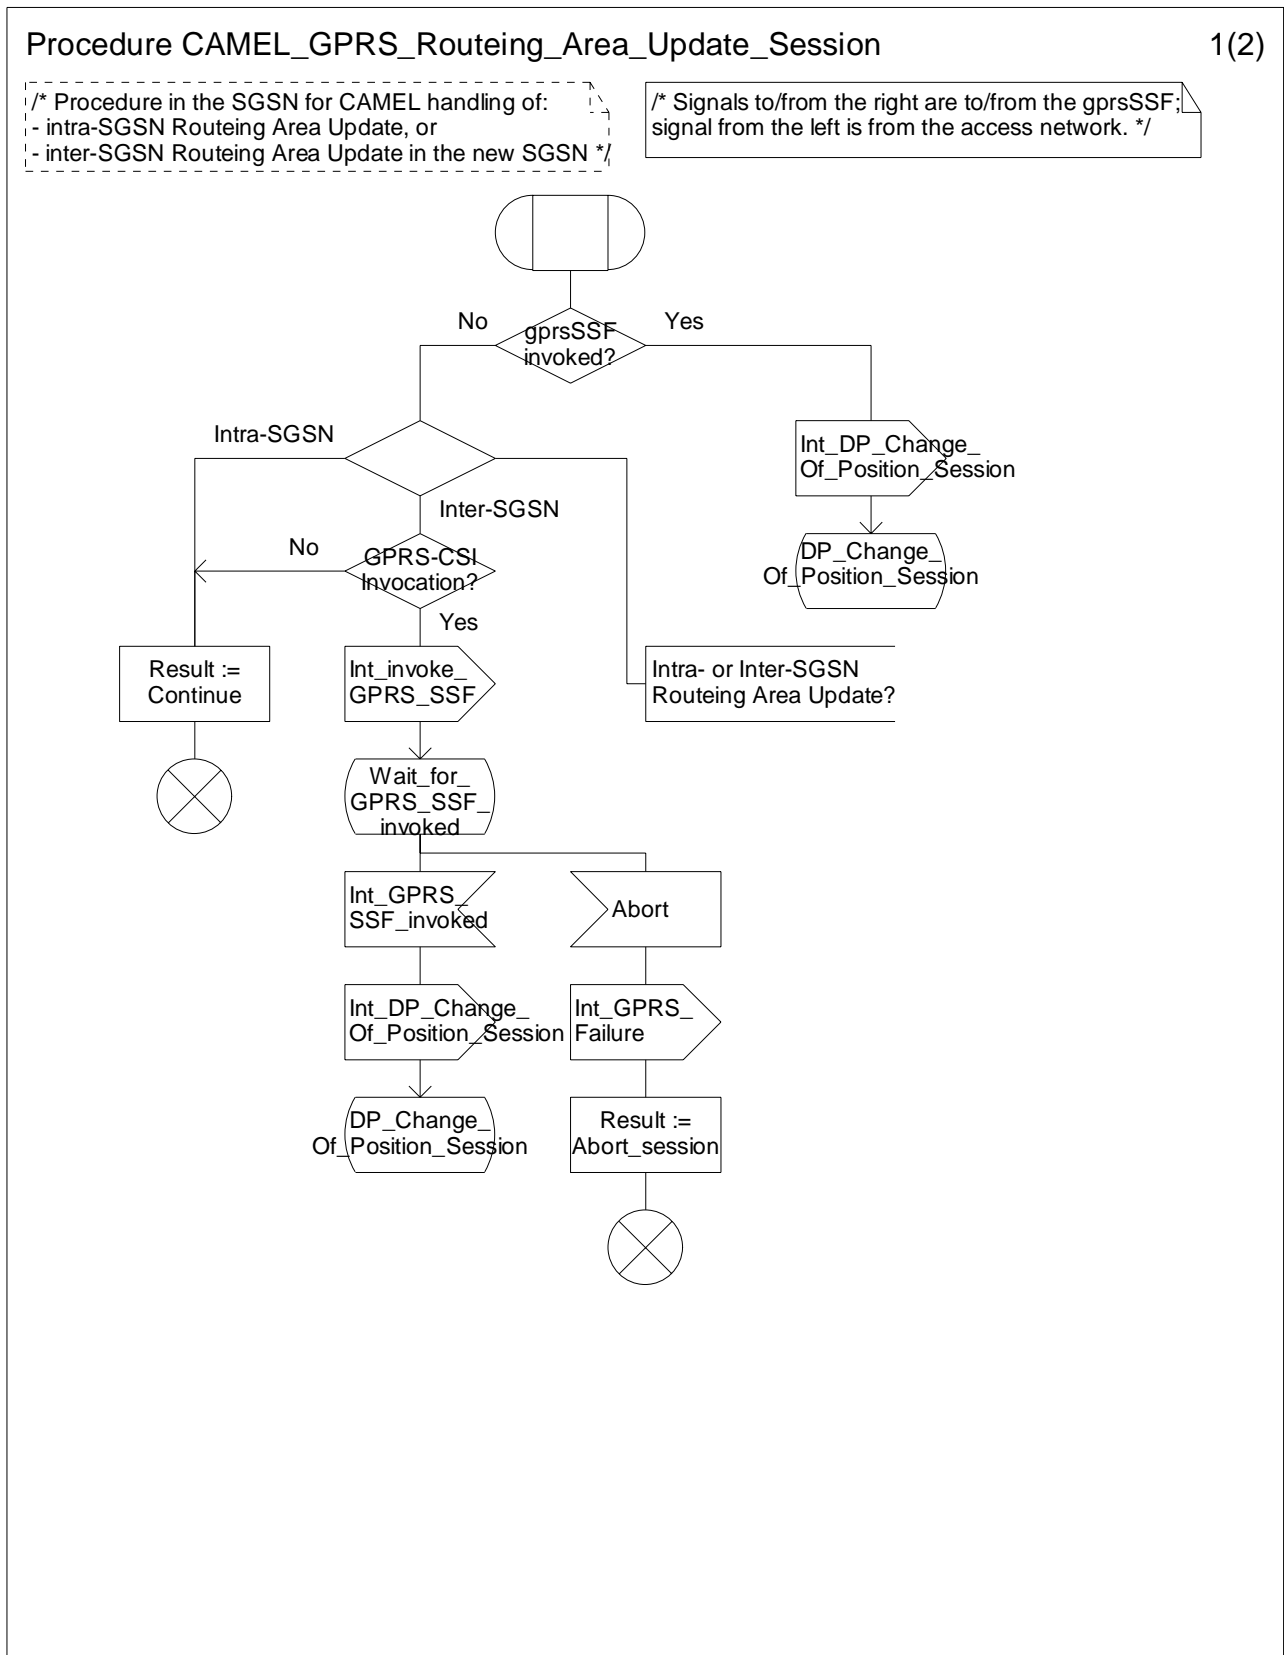 Procedure CAMEL_GPRS_Routeing_Area_Update_Session
1(2)
/* Procedure in the SGSN for CAMEL handling of:
- intra-SGSN Routeing Area Update, or
- inter-SGSN Routeing Area Update in the new SGSN */
/* Signals to/from the right are to/from the gprsSSF;
signal from the left is from the access network. */
No
gprsSSF
invoked?
Yes
Intra-SGSN
Int_DP_Change_
Of_Position_Session
Inter-SGSN
No
GPRS-CSI
Invocation?
DP_Change_
Of_Position_Session
Yes
Result :=
Continue
Int_invoke_
GPRS_SSF
Intra- or Inter-SGSN
Routeing Area Update?
Wait_for_
GPRS_SSF_
invoked
Int_GPRS_
SSF_invoked
Abort
Int_DP_Change_
Of_Position_Session
Int_GPRS_
Failure
DP_Change_
Of_Position_Session
Result :=
Abort_session